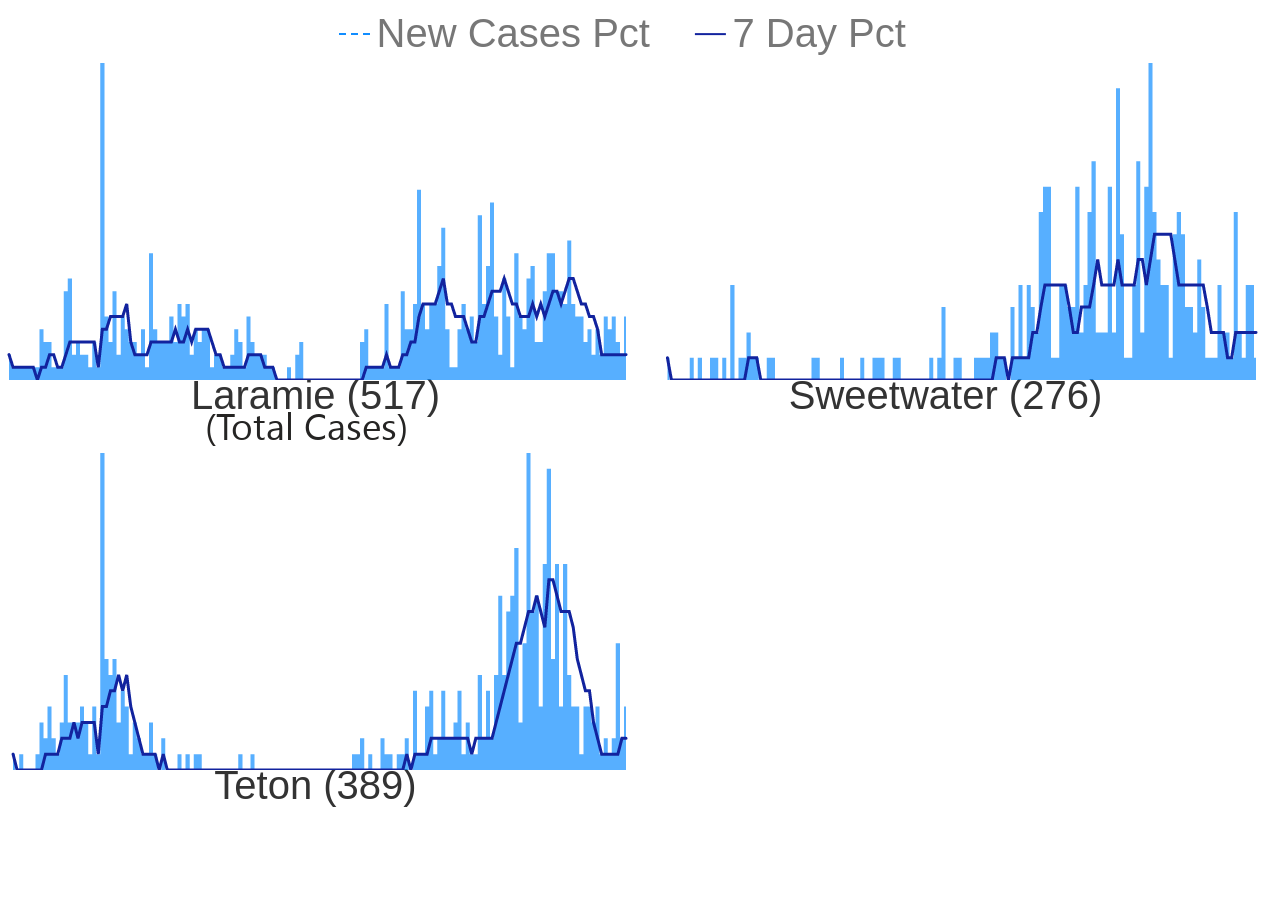 New Cases Pct 7 Day Pct
Laramie (517) Sweetwater (276)
(Total Cases)
Teton (389)